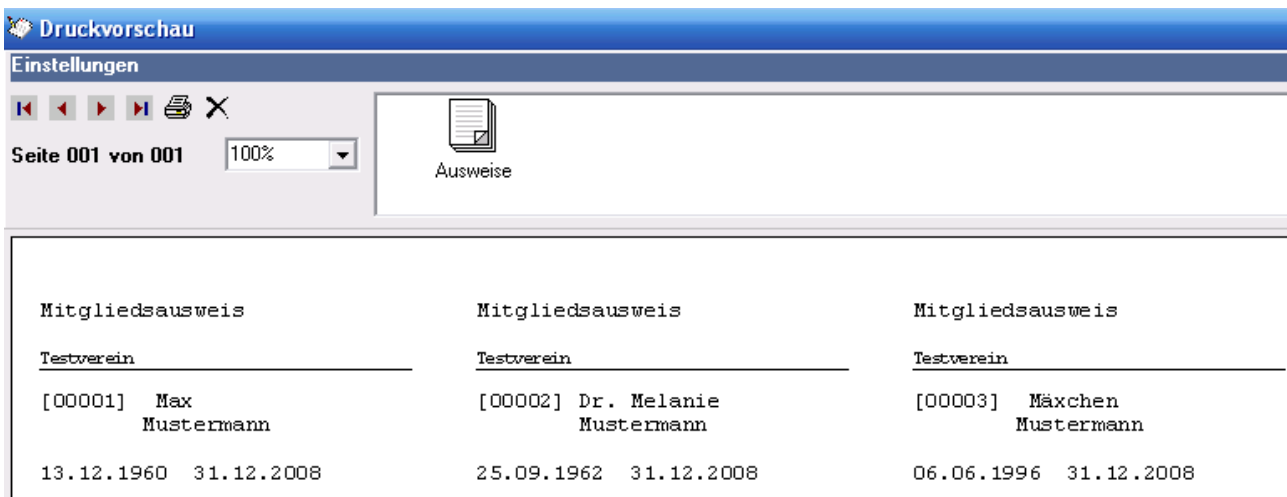 Druckvorschau
Einstellungen
Seite 001 von 001
100%
Ausweise
Mitgliedsausweis
Testverein
[00001] Max
Mustermann
13.12.1960 31.12.2008
Mitgliedsausweis
Testverein
[00002] Dr. Melanie
Mustermann
25.09.1962 31.12.2008
Mitgliedsausweis
Testverein
[00003] Mäxchen
Mustermann
06.06.1996 31.12.2008